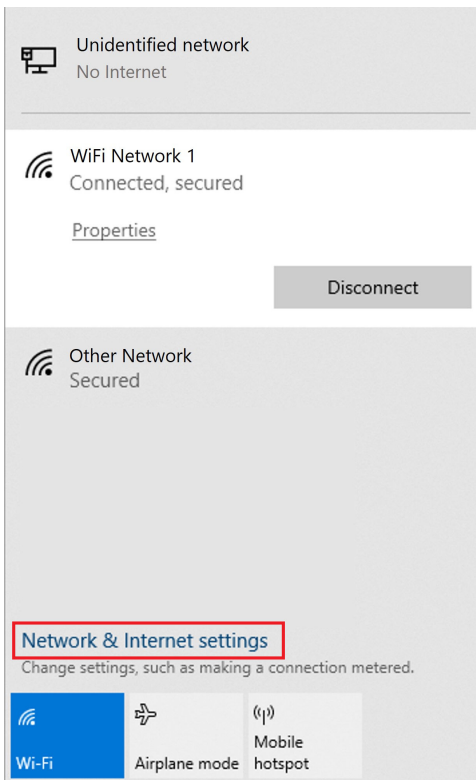 Unidentified network
No Internet
WiFi Network 1
Connected, secured
Properties
Disconnect
Other Network
Secured
Network & Internet settings
Change settings, such as making a connection metered.
Wi-Fi
Airplane mode
Mobile
hotspot